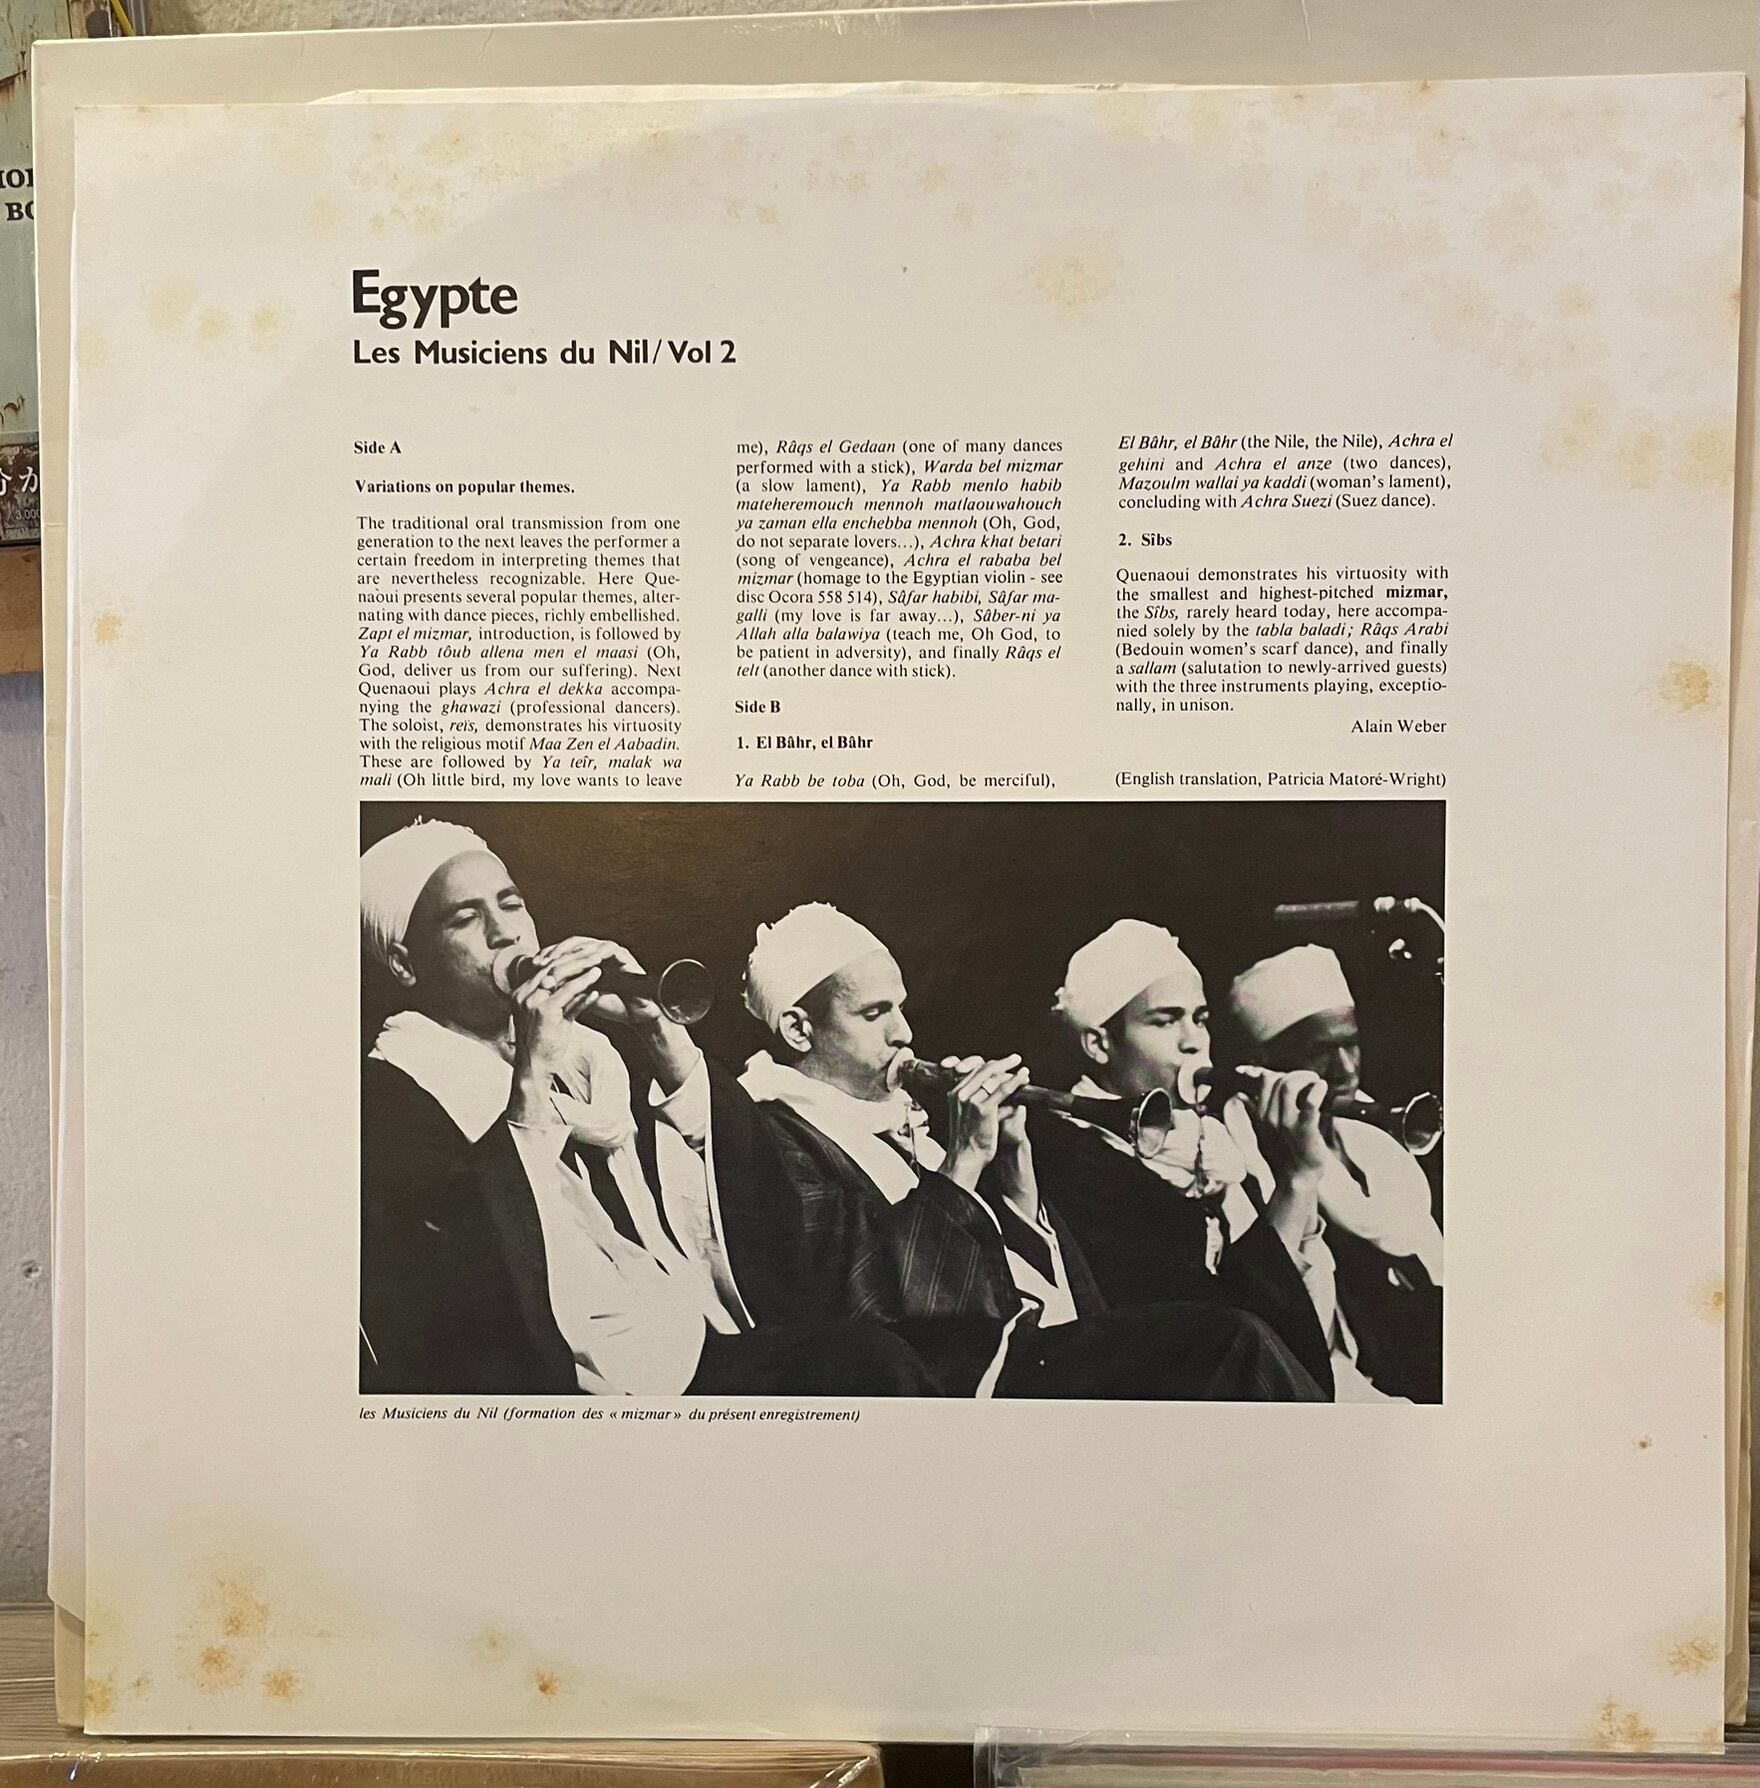 Egypte
Les Musiciens du Nil/Vol 2
Side A
Variations on popular themes.
The traditional oral transmission from one
generation to the next leaves the performer a
certain freedom in interpreting themes that
are nevertheless recognizable. Here Que-
naoui presents several popular themes, alter-
nating with dance pieces, richly embellished.
Zapt el mizmar, introduction, is followed by
Ya Rabb tôub allena men el maasi (Oh,
God, deliver us from our suffering). Next
Quenaoui plays Achra el dekka accompa-
nying the ghawazi (professional dancers).
The soloist, reïs, demonstrates his virtuosity
with the religious motif Maa Zen el Aabadin.
These are followed by Ya teîr, malak wa
mali (Oh little bird, my love wants to leave
me), Râqs el Gedaan (one of many dances
performed with a stick), Warda bel mizmar
(a slow lament), Ya Rabb menlo habib
mateheremouch mennoh matlaouwahouch
ya zaman ella enchebba mennoh (Oh, God,
do not separate lovers...), Achra khat betari
(song of vengeance), Achra el rababa bel
mizmar (homage to the Egyptian violin - see
disc Ocora 558 514), Sâfar habibi, Sâfar ma-
galli (my love is far away...), Sâber-ni ya
Allah alla balawiya (teach me, Oh God, to
be patient in adversity), and finally Râqs el
telt (another dance with stick).
Side B
1. El Bâhr, el Bâhr
Ya Rabb be toba (Oh, God, be merciful),
El Bâhr, el Bâhr (the Nile, the Nile), Achra el
gehini and Achra el anze (two dances),
Mazoulm wallai ya kaddi (woman's lament),
concluding with Achra Suezi (Suez dance).
2. Sîbs
Quenaoui demonstrates his virtuosity with
the smallest and highest-pitched mizmar,
the Sîbs, rarely heard today, here accompa-
nied solely by the tabla baladi; Râqs Arabi
(Bedouin women's scarf dance), and finally
a sallam (salutation to newly-arrived guests)
with the three instruments playing, exceptio-
nally, in unison.
Alain Weber
(English translation, Patricia Matoré-Wright)
les Musiciens du Nil (formation des « mizmar » du présent enregistrement)